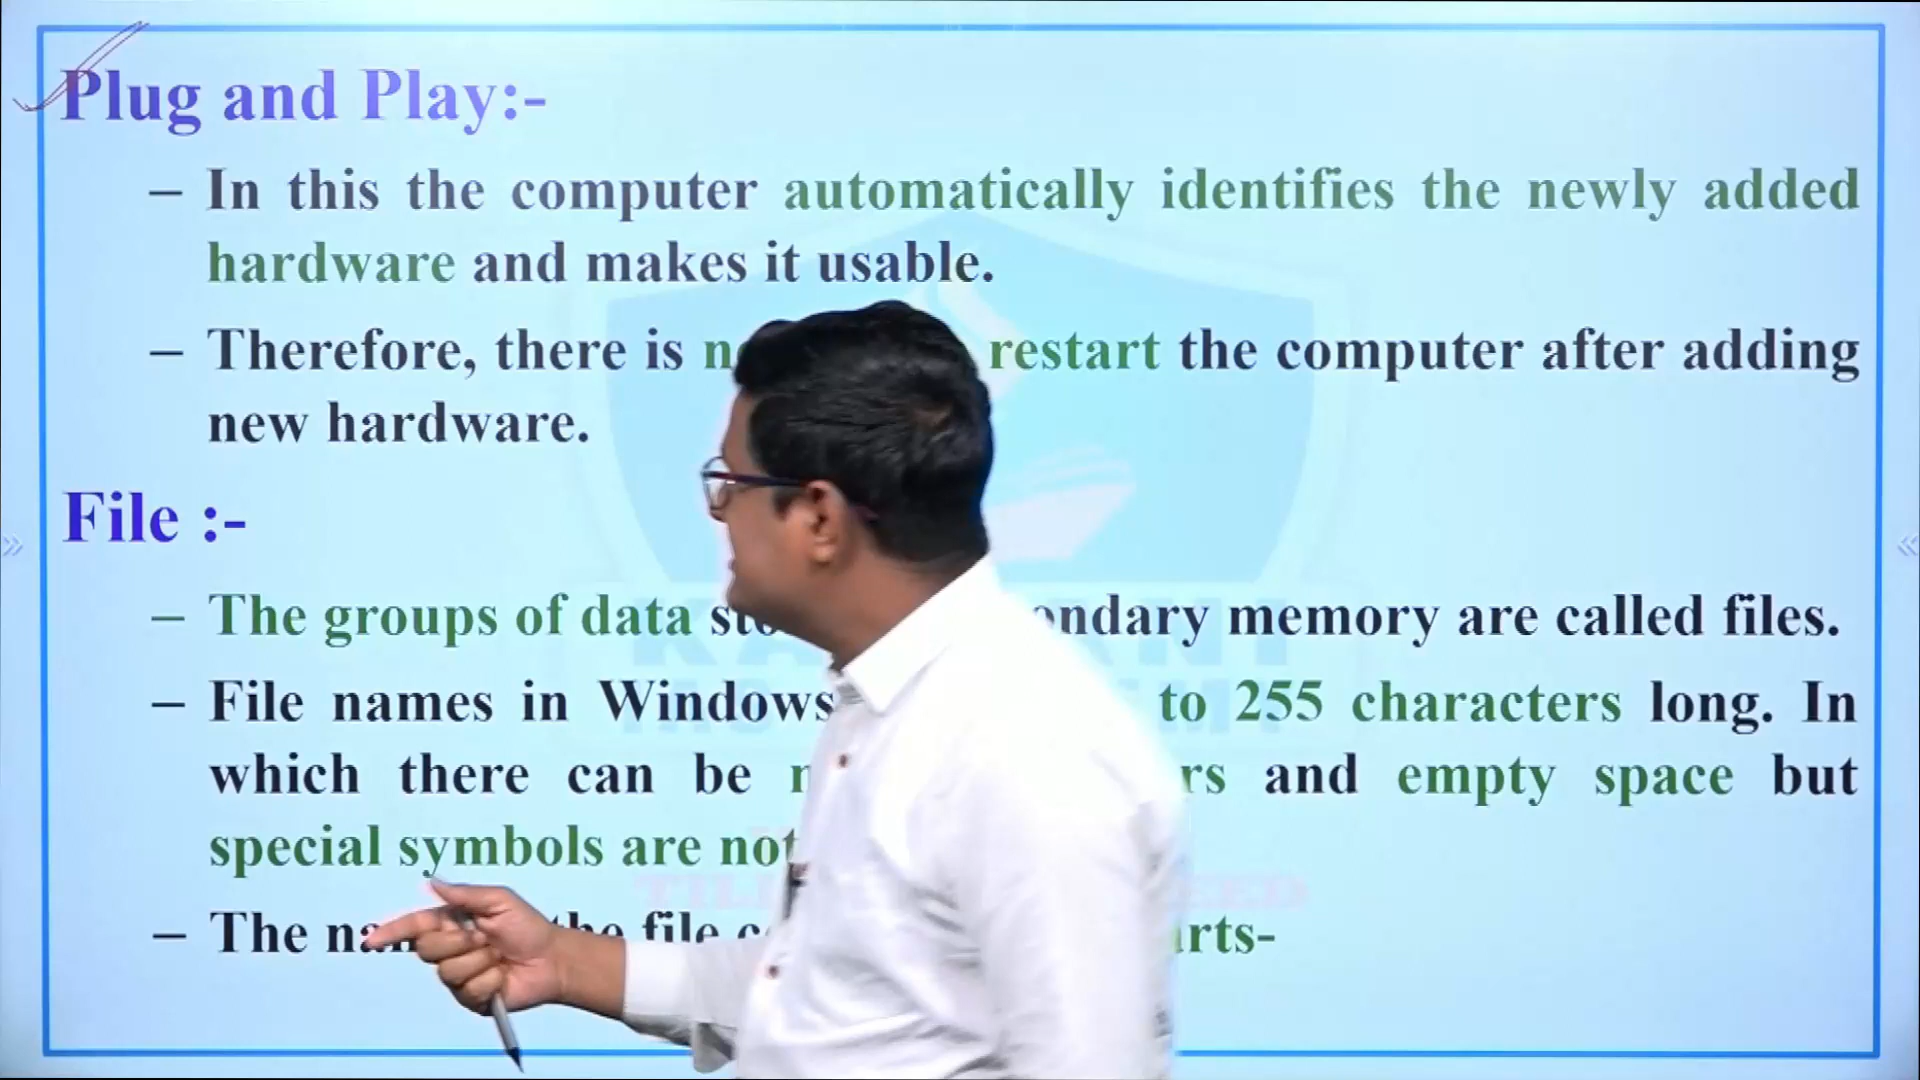 Plug and Play:-
– In this the computer automatically identifies the newly added
hardware and makes it usable.
– Therefore, there is restart the computer after adding
new hardware.
File :-
– The groups of data memory are called files.
– File names in Windows to 255 characters long. In
which there can be and empty space but
special symbols are not
– The the file